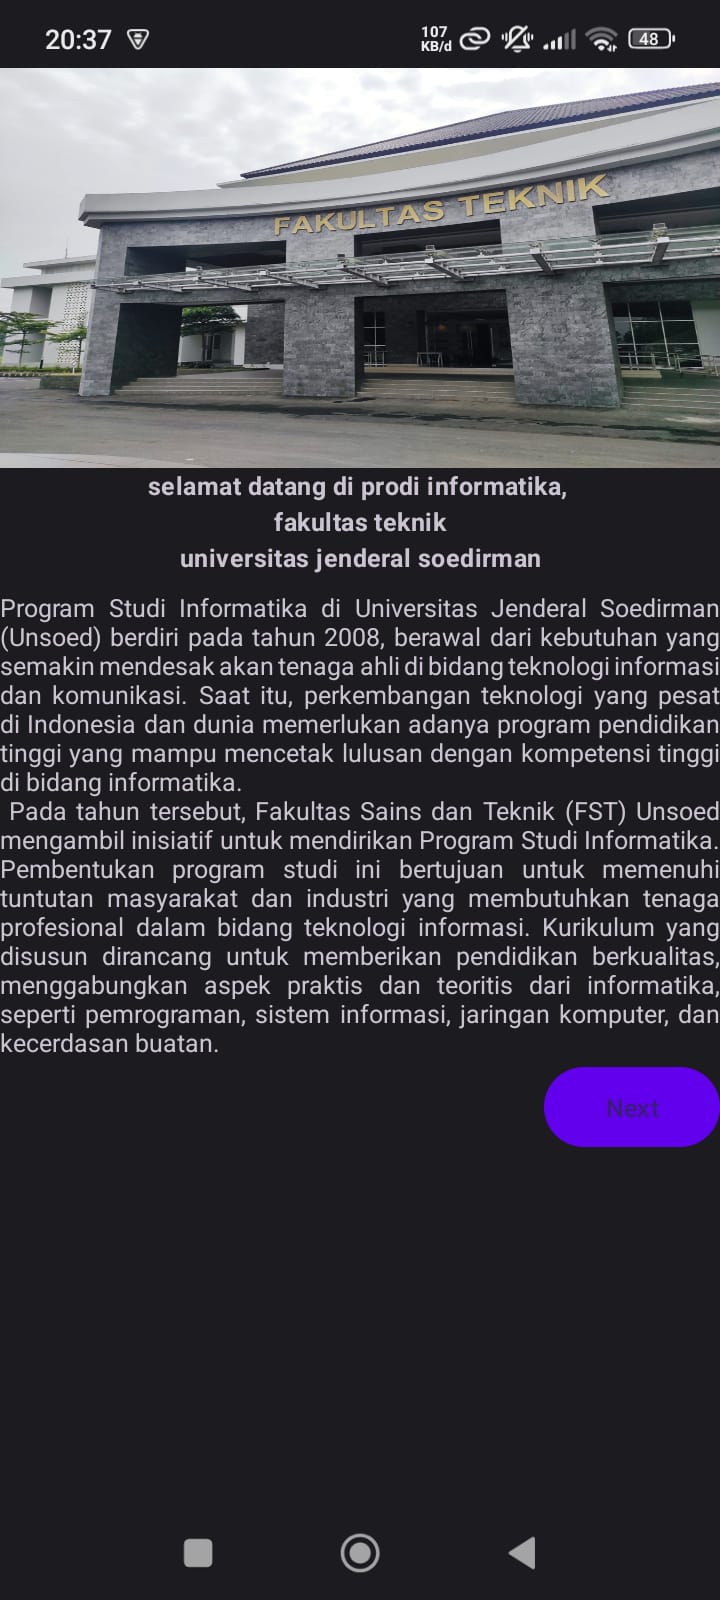 20:37
107
KB/d
48
FAKULTAS TEKNIK
selamat datang di prodi informatika,
fakultas teknik
universitas jenderal soedirman
Program Studi Informatika di Universitas Jenderal Soedirman
(Unsoed) berdiri pada tahun 2008, berawal dari kebutuhan yang
semakin mendesak akan tenaga ahli di bidang teknologi informasi
dan komunikasi. Saat itu, perkembangan teknologi yang pesat
di Indonesia dan dunia memerlukan adanya program pendidikan
tinggi yang mampu mencetak lulusan dengan kompetensi tinggi
di bidang informatika.
Pada tahun tersebut, Fakultas Sains dan Teknik (FST) Unsoed
mengambil inisiatif untuk mendirikan Program Studi Informatika.
Pembentukan program studi ini bertujuan untuk memenuhi
tuntutan masyarakat dan industri yang membutuhkan tenaga
profesional dalam bidang teknologi informasi. Kurikulum yang
disusun dirancang untuk memberikan pendidikan berkualitas,
menggabungkan aspek praktis dan teoritis dari informatika,
seperti pemrograman, sistem informasi, jaringan komputer, dan
kecerdasan buatan.
Next